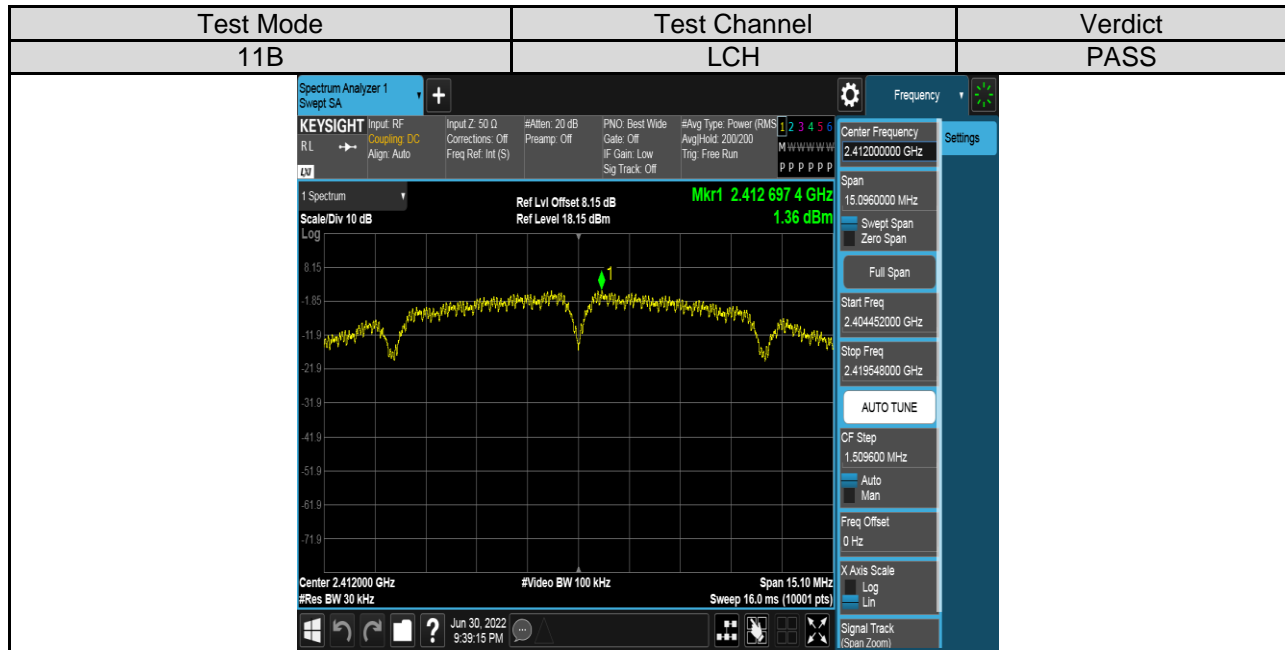 Test Mode Test Channel Verdict
11B LCH PASS
Spectrum Analyzer 1
Swept SA
+
Frequency
KEYSIGHT
RL
LXI
Input: RF
Coupling: DC
Align: Auto
Input Z: 50 Ω
Corrections: Off
Freq Ref: Int (S)
#Atten: 20 dB
Preamp: Off
PNO: Best Wide
Gate: Off
IF Gain: Low
Sig Track: Off
#Avg Type: Power (RMS
Avg|Hold: 200/200
Trig: Free Run
1 2 3 4 5 6
M W W W W W
P P P P P P
Center Frequency
2.412000000 GHz
Settings
Span
15.0960000 MHz
Swept Span
Zero Span
Full Span
Start Freq
2.404452000 GHz
Stop Freq
2.419548000 GHz
AUTO TUNE
CF Step
1.509600 MHz
Auto
Man
Freq Offset
0 Hz
X Axis Scale
Log
Lin
Signal Track
(Span Zoom)
1 Spectrum
Scale/Div 10 dB
Log
Ref Lvl Offset 8.15 dB
Ref Level 18.15 dBm
Mkr1 2.412 697 4 GHz
1.36 dBm
1
8.15
-1.85
-11.9
-21.9
-31.9
-41.9
-51.9
-61.9
-71.9
Center 2.412000 GHz
#Res BW 30 kHz
#Video BW 100 kHz
Span 15.10 MHz
Sweep 16.0 ms (10001 pts)
?
Jun 30, 2022
9:39:15 PM